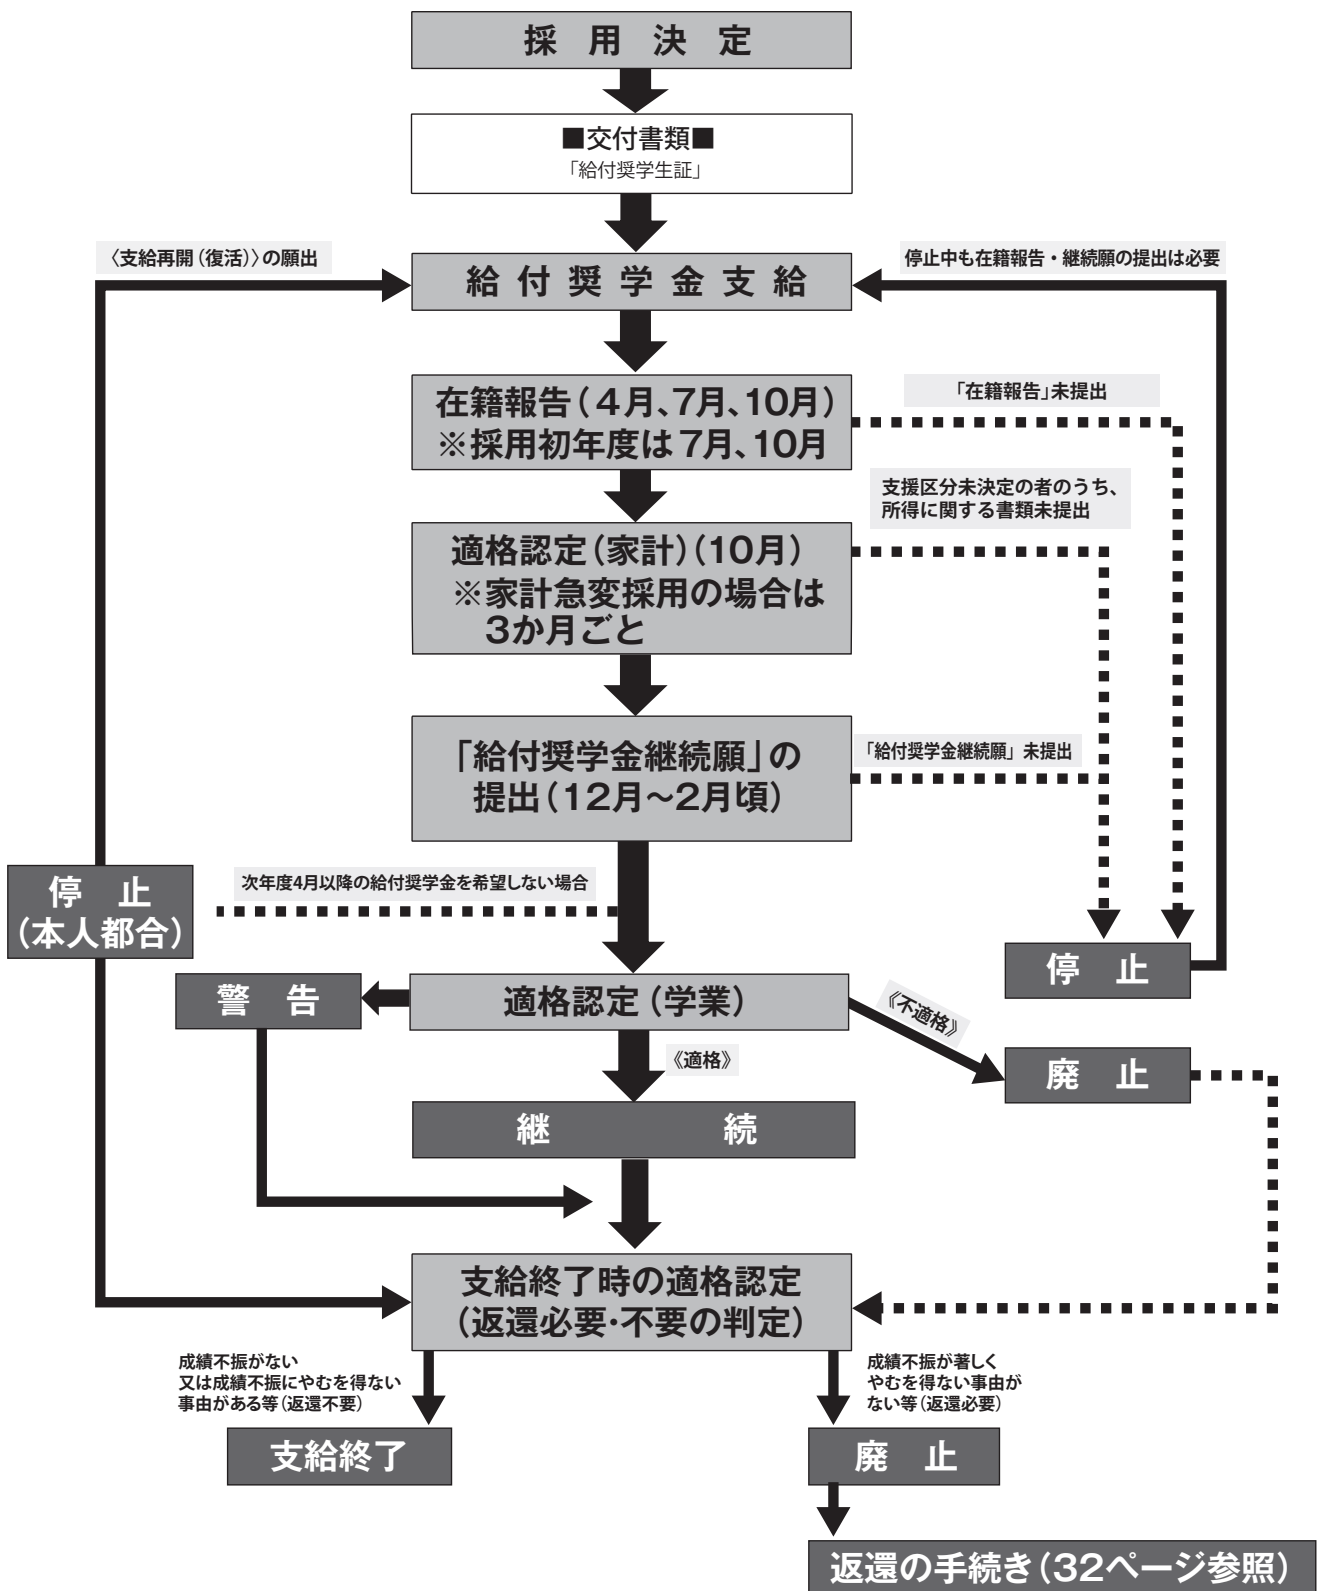 採用決定
■交付書類■
「給付奨学生証」
〈支給再開(復活)〉の願出
停止中も在籍報告・継続願の提出は必要
給付奨学金支給
在籍報告(4月、7月、10月)
※採用初年度は7月、10月
「在籍報告」未提出
支援区分未決定の者のうち、
所得に関する書類未提出
適格認定(家計)(10月)
※家計急変採用の場合は
3か月ごと
「給付奨学金継続願」の
提出(12月〜2月頃)
「給付奨学金継続願」未提出
停止
(本人都合)
次年度4月以降の給付奨学金を希望しない場合
停止
警告
適格認定(学業)
《不適格》
《適格》
廃止
継続
支給終了時の適格認定
(返還必要・不要の判定)
成績不振がない
又は成績不振にやむを得ない
事由がある等(返還不要)
成績不振が著しく
やむを得ない事由が
ない等(返還必要)
支給終了
廃止
返還の手続き(32ページ参照)